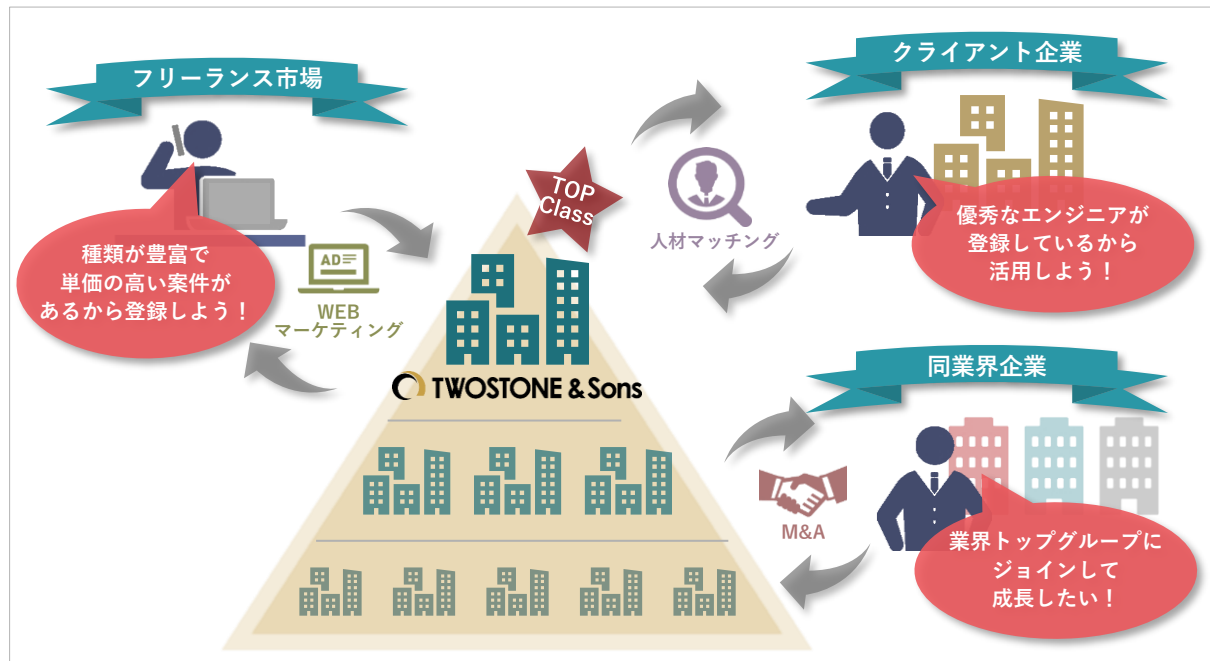 フリーランス市場
種類が豊富で
単価の高い案件が
あるから登録しよう!
AD
WEB
マーケティング
TOP
Class
TWOSTONE & Sons
人材マッチング
クライアント企業
優秀なエンジニアが
登録しているから
活用しよう!
同業界企業
M&A
業界トップグループに
ジョインして
成長したい!